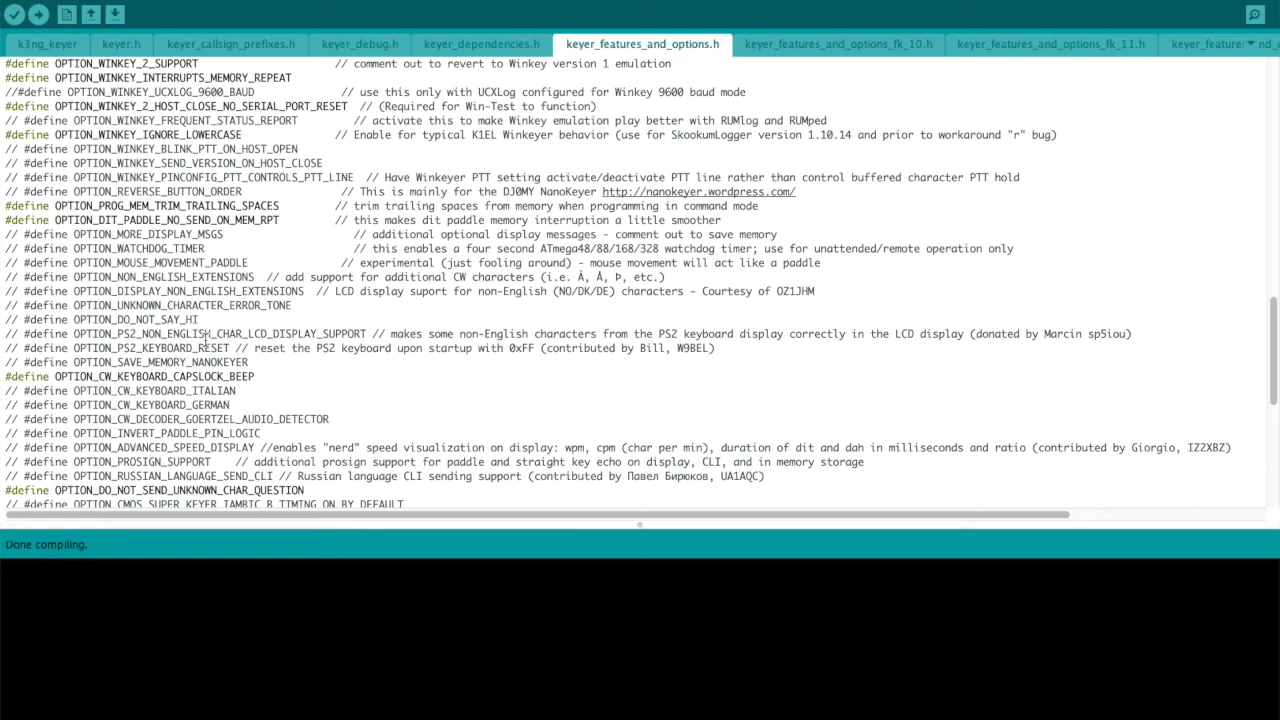 k3ng_keyer keyer.h keyer_callsign_prefixes.h keyer_debug.h keyer_dependencies.h keyer_features_and_options.h keyer_features_and_options_fk_10.h keyer_features_and_options_fk_11.h keyer_feature: nd_o
#define OPTION_WINKEY_2_SUPPORT // comment out to revert to Winkey version 1 emulation
#define OPTION_WINKEY_INTERRUPTS_MEMORY_REPEAT
//#define OPTION_WINKEY_UCXLOG_9600_BAUD // use this only with UCXLog configured for Winkey 9600 baud mode
#define OPTION_WINKEY_2_HOST_CLOSE_NO_SERIAL_PORT_RESET // (Required for Win-Test to function)
// #define OPTION_WINKEY_FREQUENT_STATUS_REPORT // activate this to make Winkey emulation play better with RUMlog and RUMped
#define OPTION_WINKEY_IGNORE_LOWERCASE // Enable for typical K1EL Winkeyer behavior (use for SkookumLogger version 1.10.14 and prior to workaround "r" bug)
// #define OPTION_WINKEY_BLINK_PTT_ON_HOST_OPEN
// #define OPTION_WINKEY_SEND_VERSION_ON_HOST_CLOSE
// #define OPTION_WINKEY_PINCONFIG_PTT_CONTROLS_PTT_LINE // Have Winkeyer PTT setting activate/deactivate PTT line rather than control buffered character PTT hold
// #define OPTION_REVERSE_BUTTON_ORDER // This is mainly for the DJ0MY NanoKeyer http://nanokeyer.wordpress.com/
#define OPTION_PROG_MEM_TRIM_TRAILING_SPACES // trim trailing spaces from memory when programming in command mode
#define OPTION_DIT_PADDLE_NO_SEND_ON_MEM_RPT // this makes dit paddle memory interruption a little smoother
// #define OPTION_MORE_DISPLAY_MSGS // additional optional display messages - comment out to save memory
// #define OPTION_WATCHDOG_TIMER // this enables a four second ATmega48/88/168/328 watchdog timer; use for unattended/remote operation only
// #define OPTION_MOUSE_MOVEMENT_PADDLE // experimental (just fooling around) - mouse movement will act like a paddle
// #define OPTION_NON_ENGLISH_EXTENSIONS // add support for additional CW characters (i.e. À, Å, Þ, etc.)
// #define OPTION_DISPLAY_NON_ENGLISH_EXTENSIONS // LCD display suport for non-English (NO/DK/DE) characters - Courtesy of OZ1JHM
// #define OPTION_UNKNOWN_CHARACTER_ERROR_TONE
// #define OPTION_DO_NOT_SAY_HI
// #define OPTION_PS2_NON_ENGLISH_CHAR_LCD_DISPLAY_SUPPORT // makes some non-English characters from the PS2 keyboard display correctly in the LCD display (donated by Marcin sp5iou)
// #define OPTION_PS2_KEYBOARD_RESET // reset the PS2 keyboard upon startup with 0xFF (contributed by Bill, W9BEL)
// #define OPTION_SAVE_MEMORY_NANOKEYER
#define OPTION_CW_KEYBOARD_CAPSLOCK_BEEP
// #define OPTION_CW_KEYBOARD_ITALIAN
// #define OPTION_CW_KEYBOARD_GERMAN
// #define OPTION_CW_DECODER_GOERTZEL_AUDIO_DETECTOR
// #define OPTION_INVERT_PADDLE_PIN_LOGIC
// #define OPTION_ADVANCED_SPEED_DISPLAY //enables "nerd" speed visualization on display: wpm, cpm (char per min), duration of dit and dah in milliseconds and ratio (contributed by Giorgio, IZ2XBZ)
// #define OPTION_PROSIGN_SUPPORT // additional prosign support for paddle and straight key echo on display, CLI, and in memory storage
// #define OPTION_RUSSIAN_LANGUAGE_SEND_CLI // Russian language CLI sending support (contributed by Павел Бирюков, UA1AQC)
#define OPTION_DO_NOT_SEND_UNKNOWN_CHAR_QUESTION
// #define OPTION_CMOS_SUPER_KEYER_IAMBIC_B_TIMING_ON_BY_DEFAULT
Done compiling.